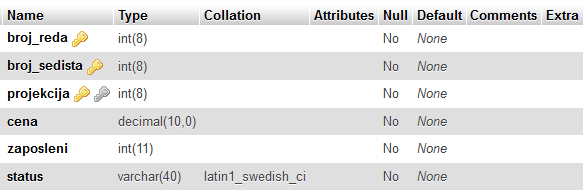 Name Type Collation Attributes Null Default Comments Extra
broj_reda int(8) No None
broj_sedista int(8) No None
projekcija int(8) No None
cena decimal(10,0) No None
zaposleni int(11) No None
status varchar(40) latin1_swedish_ci No None